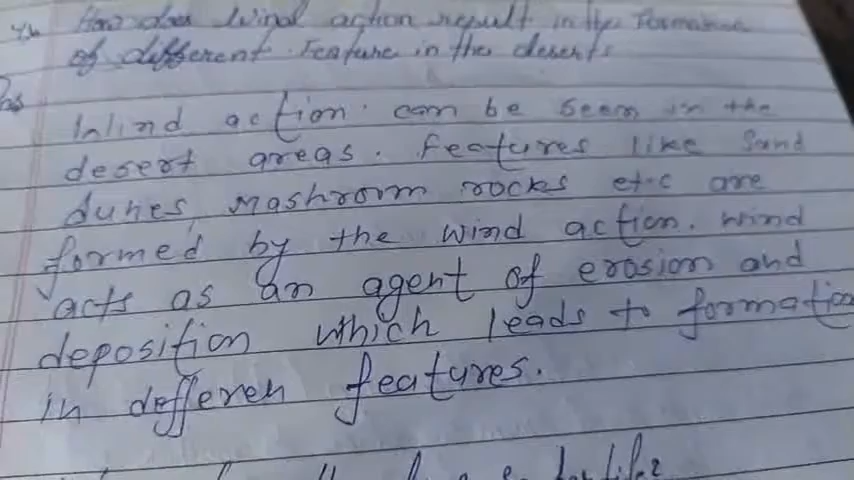 How does Wind action result in the Formation
of different Feature in the deserts
Ans
Wind action can be seem in the
desert areas. features like Sand
dunes, mashroom rocks etc are
formed by the wind action. wind
acts as an agent of erosion and
deposition which leads to formation
in defferen features.